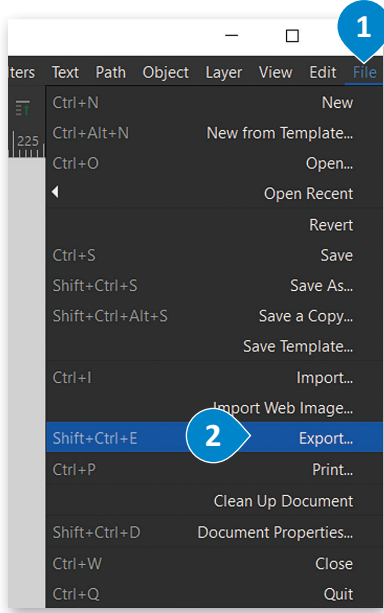 1
lters Text Path Object Layer View Edit File
225
Ctrl+N New
Ctrl+Alt+N New from Template...
Ctrl+O Open...
Open Recent
Revert
Ctrl+S Save
Shift+Ctrl+S Save As...
Shift+Ctrl+Alt+S Save a Copy...
Save Template...
Ctrl+I Import...
Import Web Image...
Shift+Ctrl+E 2 Export...
Ctrl+P Print...
Clean Up Document
Shift+Ctrl+D Document Properties...
Ctrl+W Close
Ctrl+Q Quit